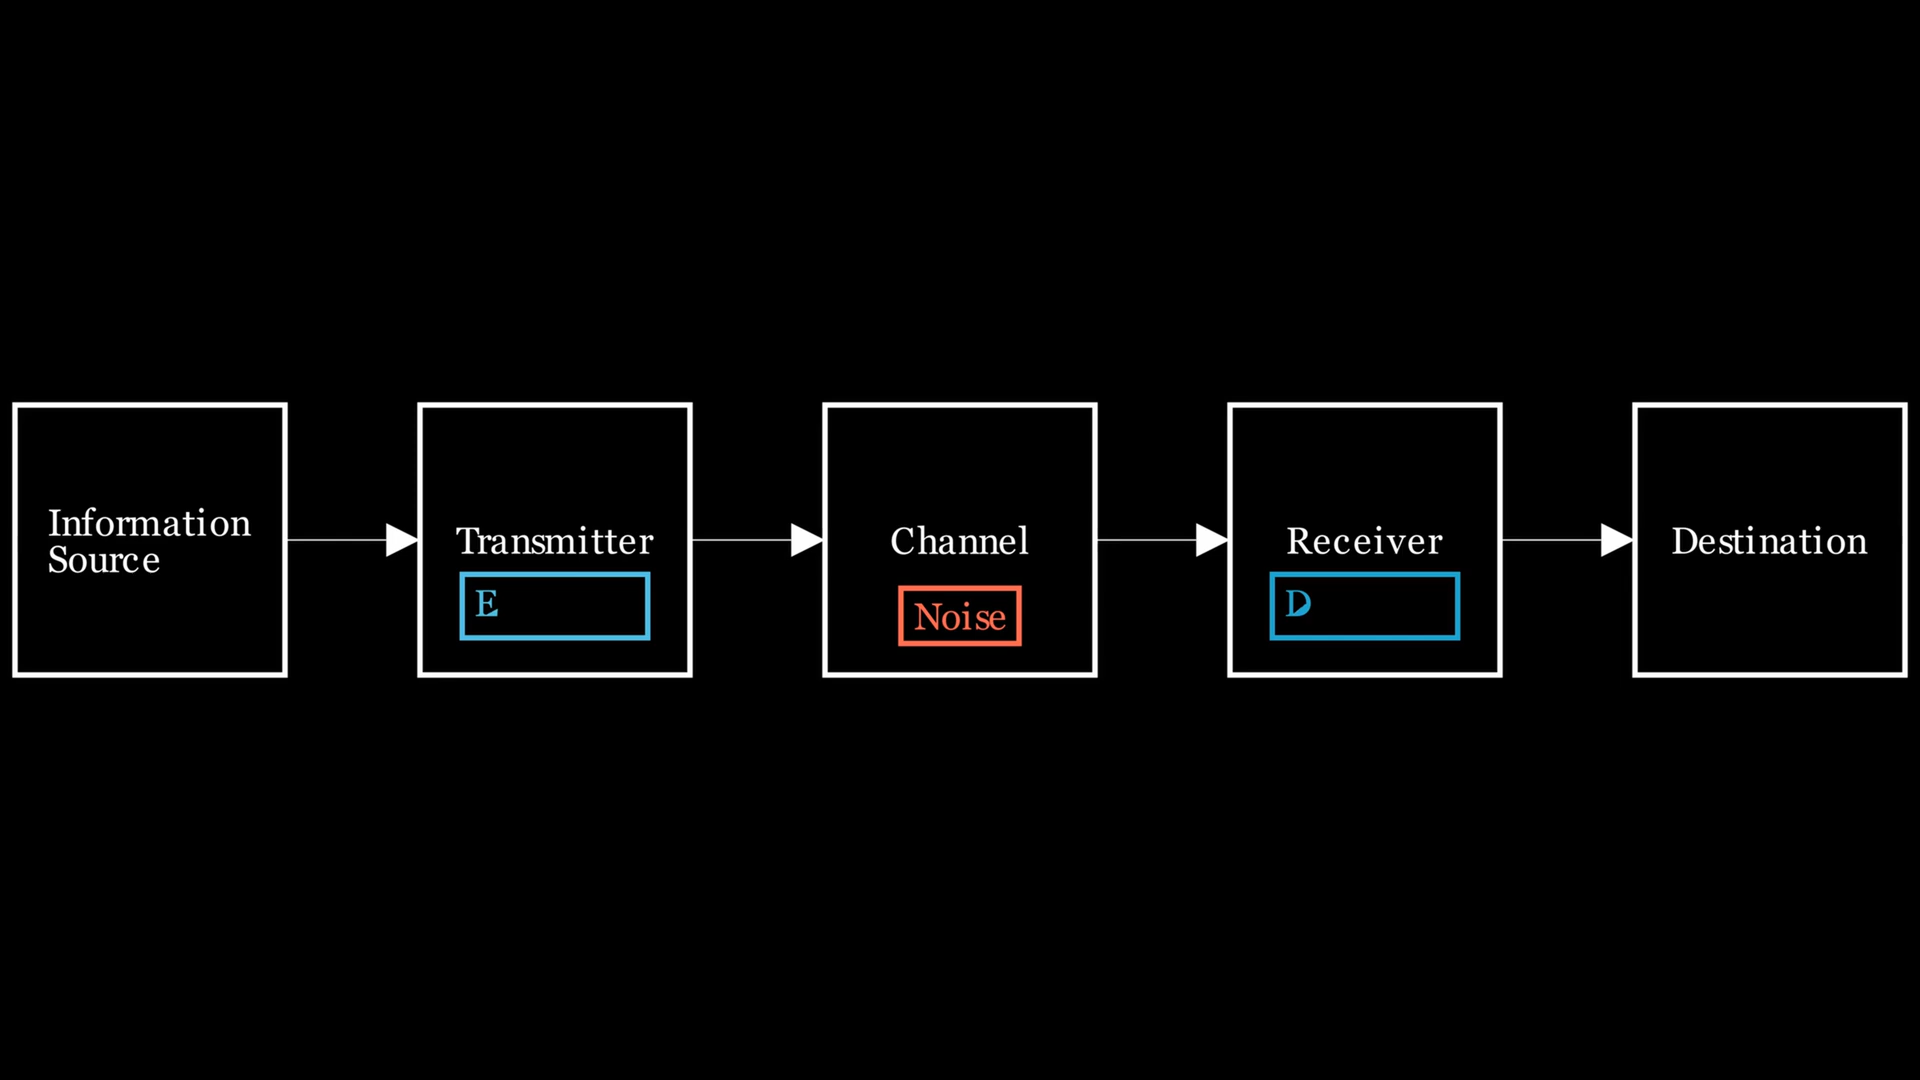 Information
Source
Transmitter
E
Channel
Noise
Receiver
D
Destination